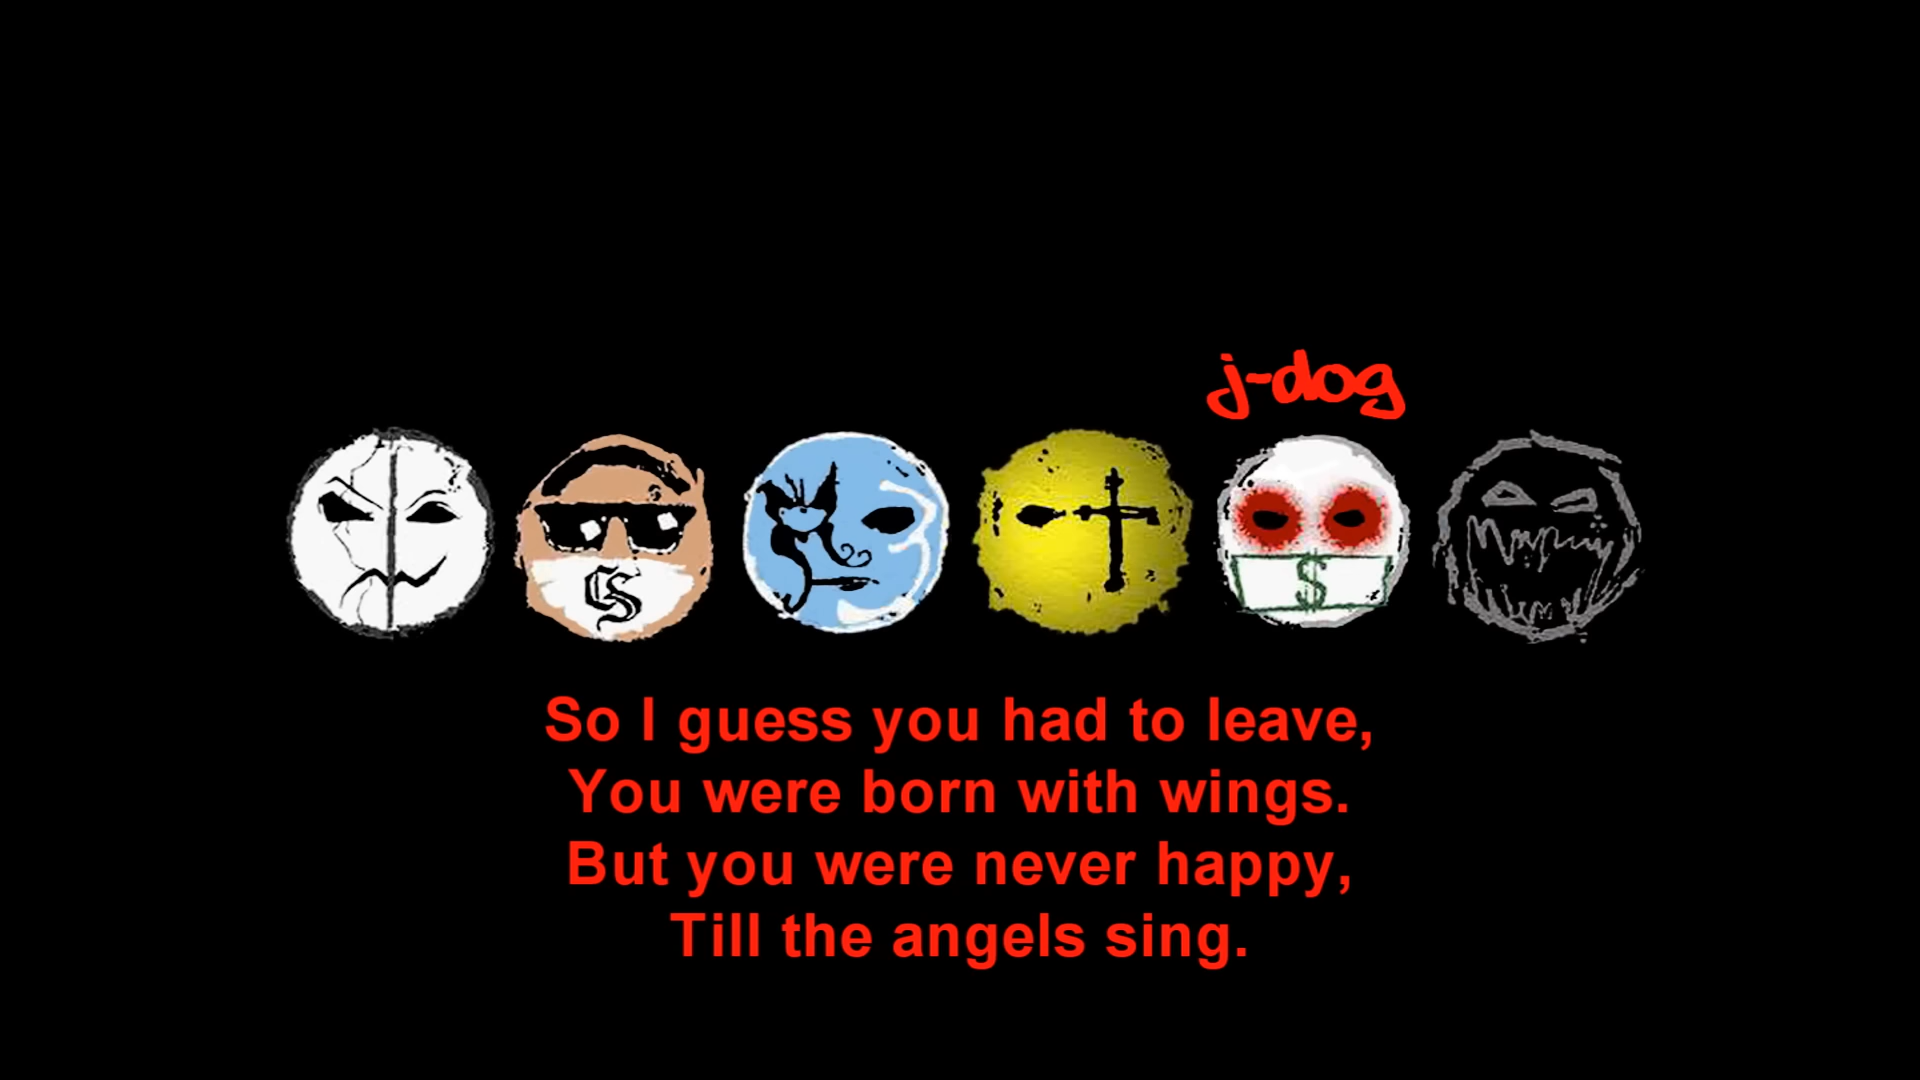 j-dog
$
So I guess you had to leave,
You were born with wings.
But you were never happy,
Till the angels sing.